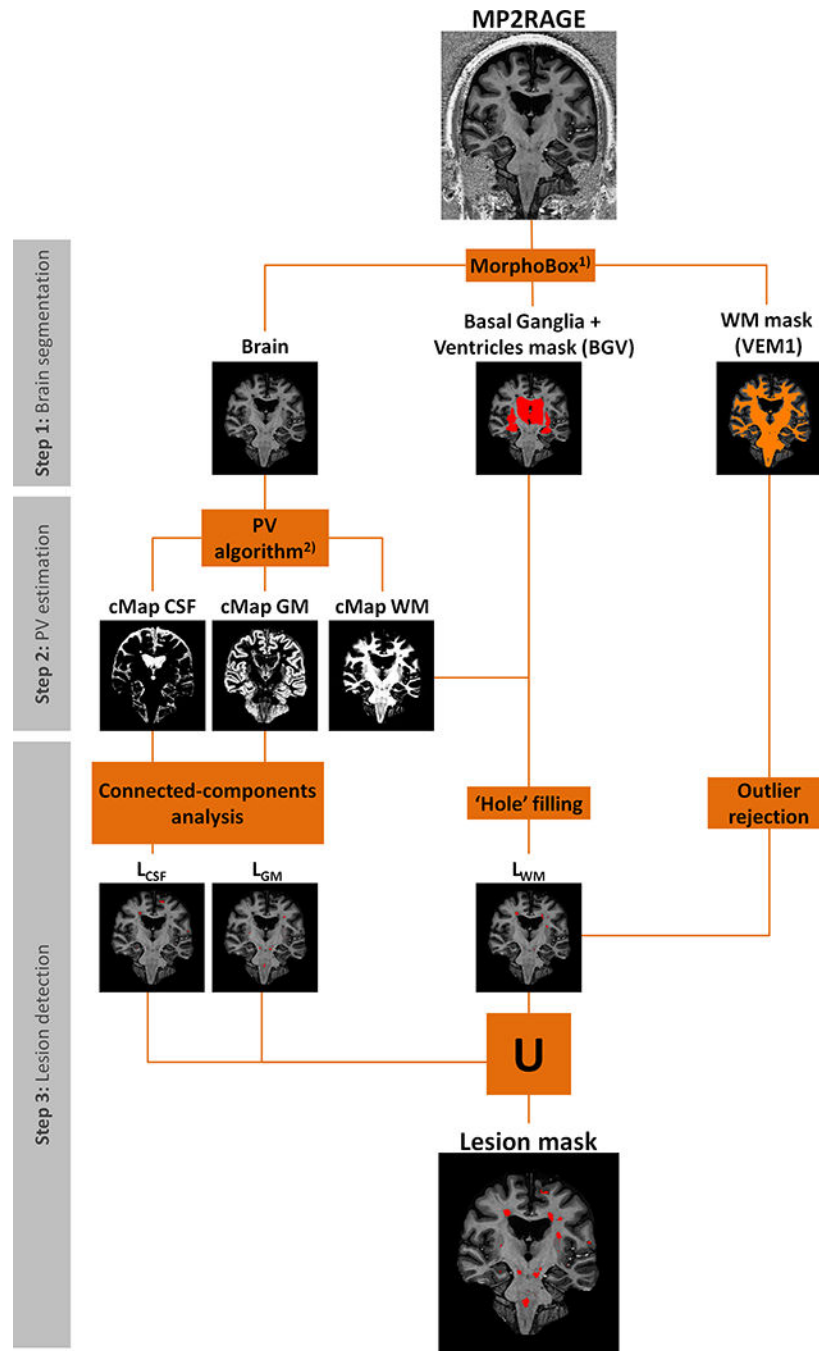 MP2RAGE
MorphoBox1)
Step 1: Brain segmentation
Brain
Basal Ganglia +
Ventricles mask (BGV)
WM mask
(VEM1)
Step 2: PV estimation
PV
algorithm2)
cMap CSF
cMap GM
cMap WM
Step 3: Lesion detection
Connected-components
analysis
'Hole' filling
Outlier
rejection
LCSF
LGM
LWM
U
Lesion mask